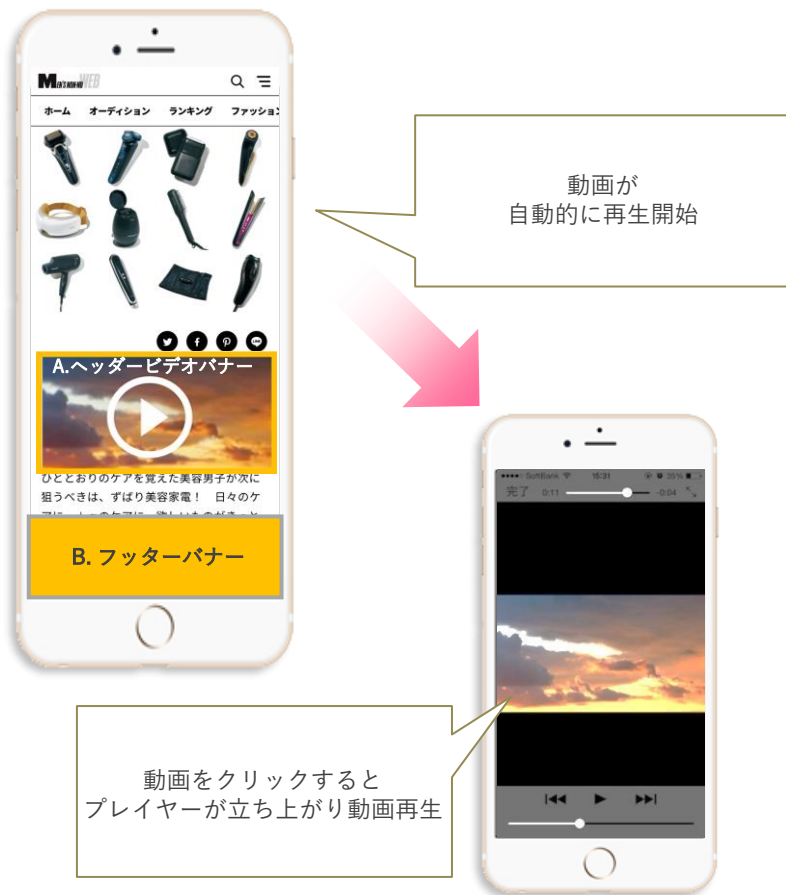 MEN'S NON-NO WEB
ホーム オーディション ランキング ファッション
動画が
自動的に再生開始
LINE
A.ヘッダービデオバナー
ひととおりのケアを覚えた美容男子が次に
狙うべきは、ずばり美容家電！ 日々のケ
B. フッターバナー
SoftBank 15:31 35%
完了 0:11 -0:04
動画をクリックすると
プレイヤーが立ち上がり動画再生